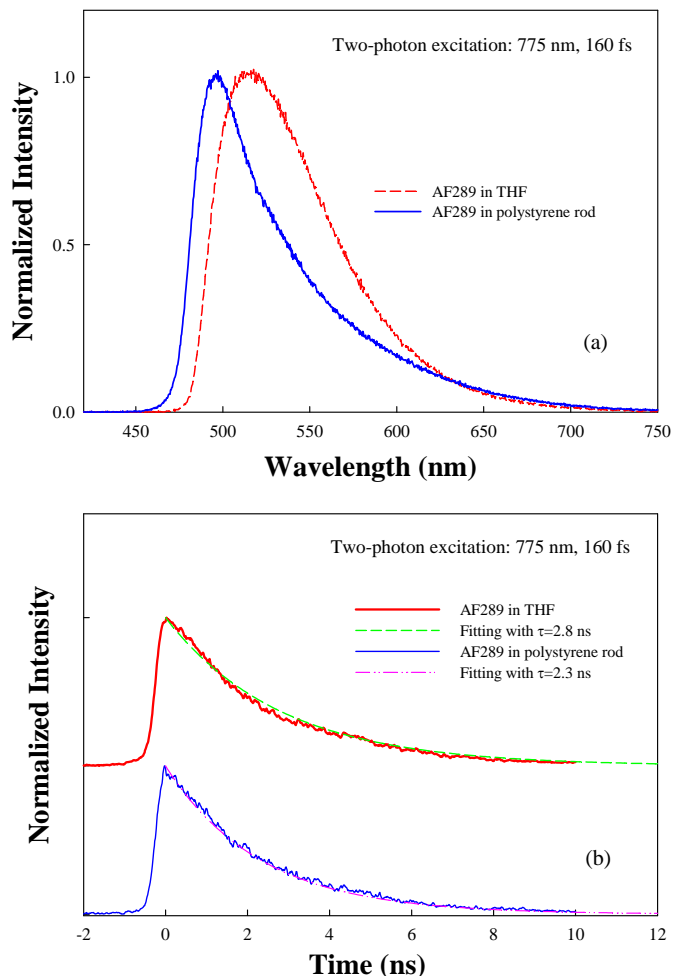 Two-photon excitation: 775 nm, 160 fs
Normalized Intensity
1.0
0.5
0.0
AF289 in THF
AF289 in polystyrene rod
(a)
420 450 500 550 600 650 700 750
Wavelength (nm)
Two-photon excitation: 775 nm, 160 fs
Normalized Intensity
AF289 in THF
Fitting with τ=2.8 ns
AF289 in polystyrene rod
Fitting with τ=2.3 ns
(b)
-2 0 2 4 6 8 10 12
Time (ns)